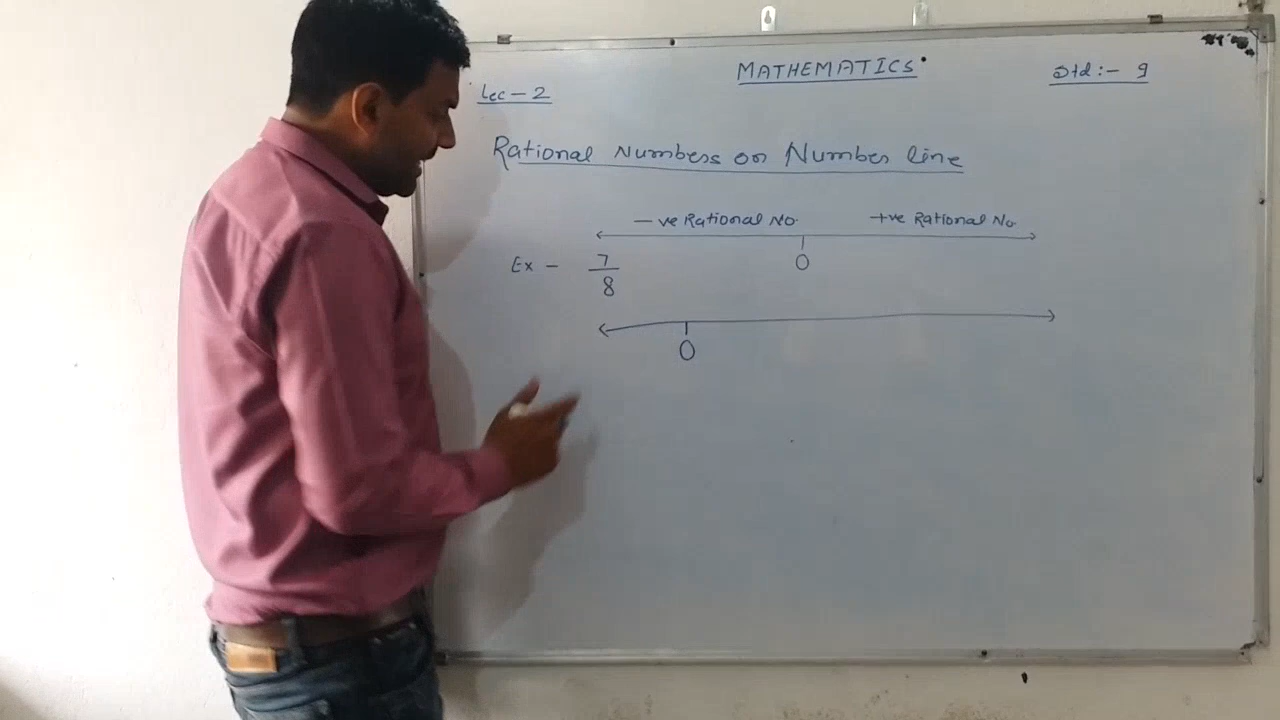 MATHEMATICS
Std:- 9
Lec - 2
Rational Numbers on Number line
-ve Rational No.
+ve Rational No.
0
Ex - 7/8
0